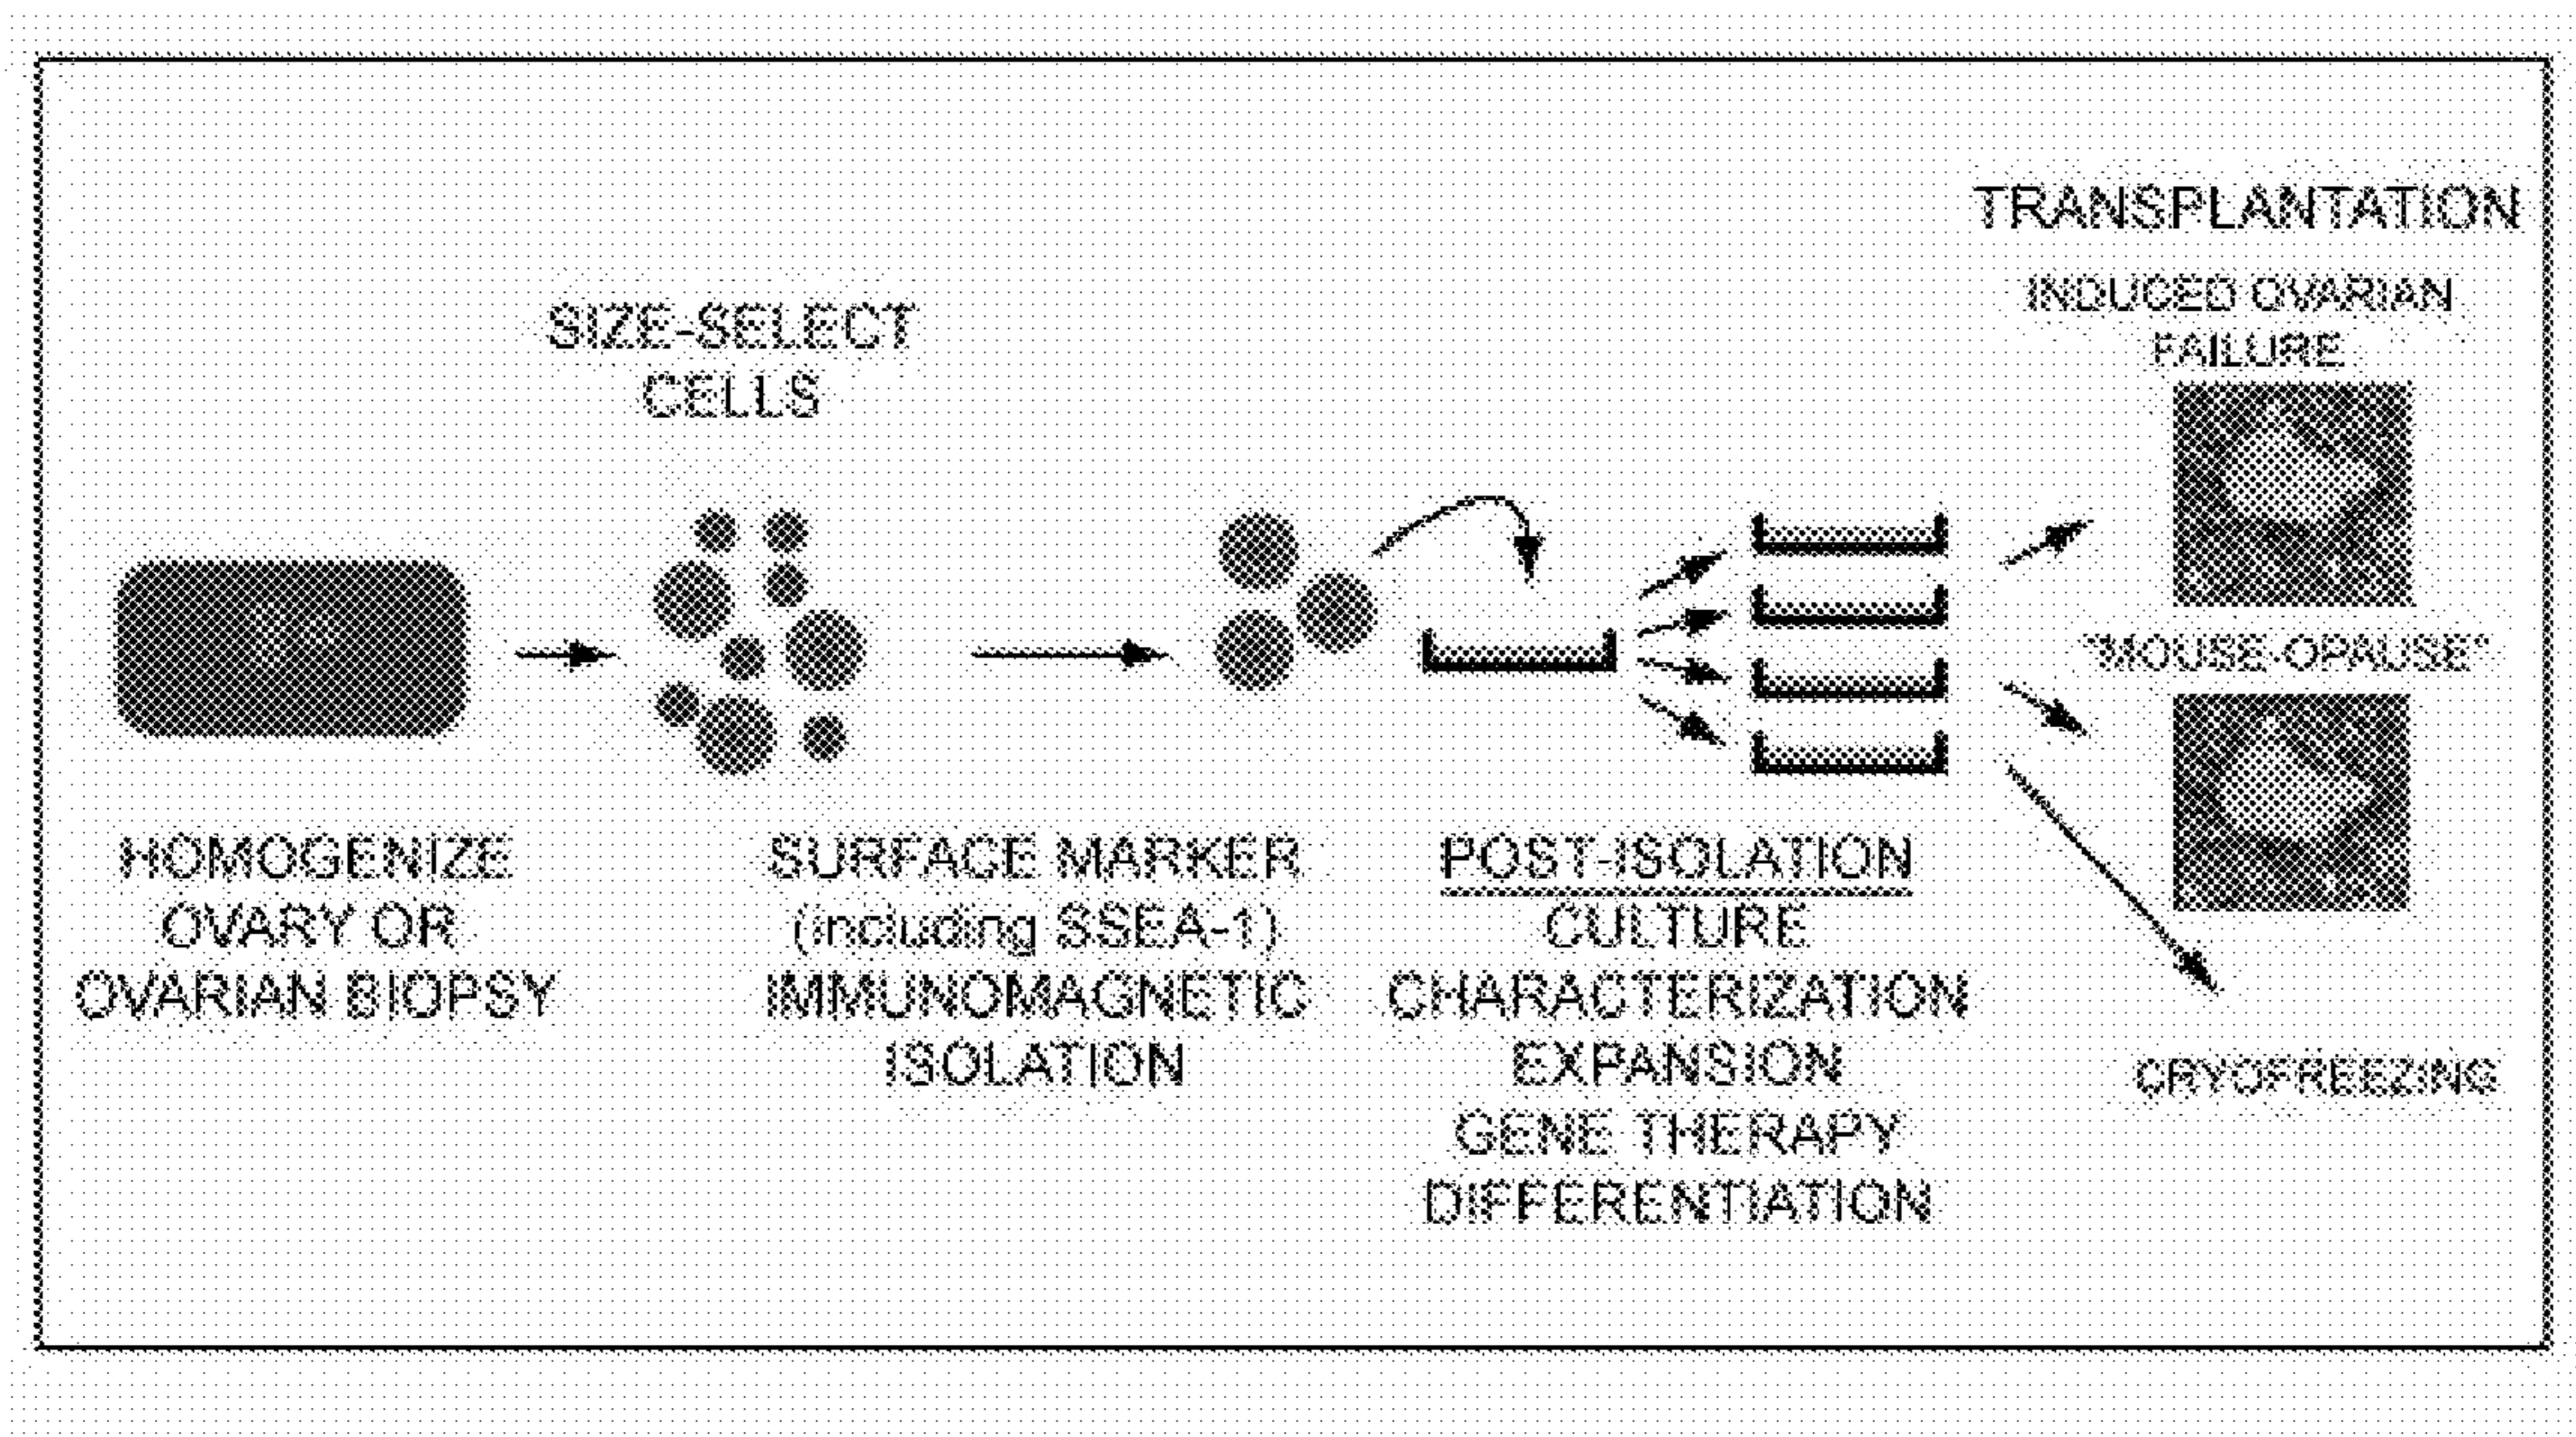 SIZE-SELECT
CELLS
HOMOGENIZE
OVARY OR
OVARIAN BIOPSY
SURFACE MARKER
(including SSEA-1)
IMMUNOMAGNETIC
ISOLATION
POST-ISOLATION
CULTURE
CHARACTERIZATION
EXPANSION
GENE THERAPY
DIFFERENTIATION
TRANSPLANTATION
INDUCED OVARIAN
FAILURE
"MOUSE-OPAUSE"
CRYOFREEZING